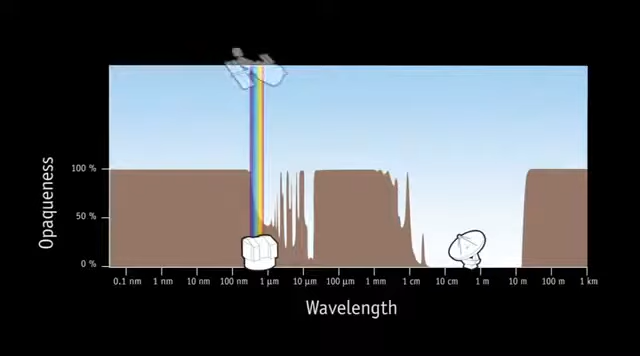 Opaqueness
100 %
50 %
0 %
0.1 nm 1 nm 10 nm 100 nm 1 µm 10 µm 100 µm 1 mm 1 cm 10 cm 1 m 10 m 100 m 1 km
Wavelength